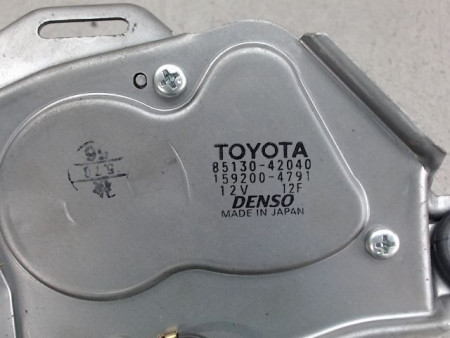 TOYOTA
85130-42040
159200-4791
12V 12F
DENSO
MADE IN JAPAN